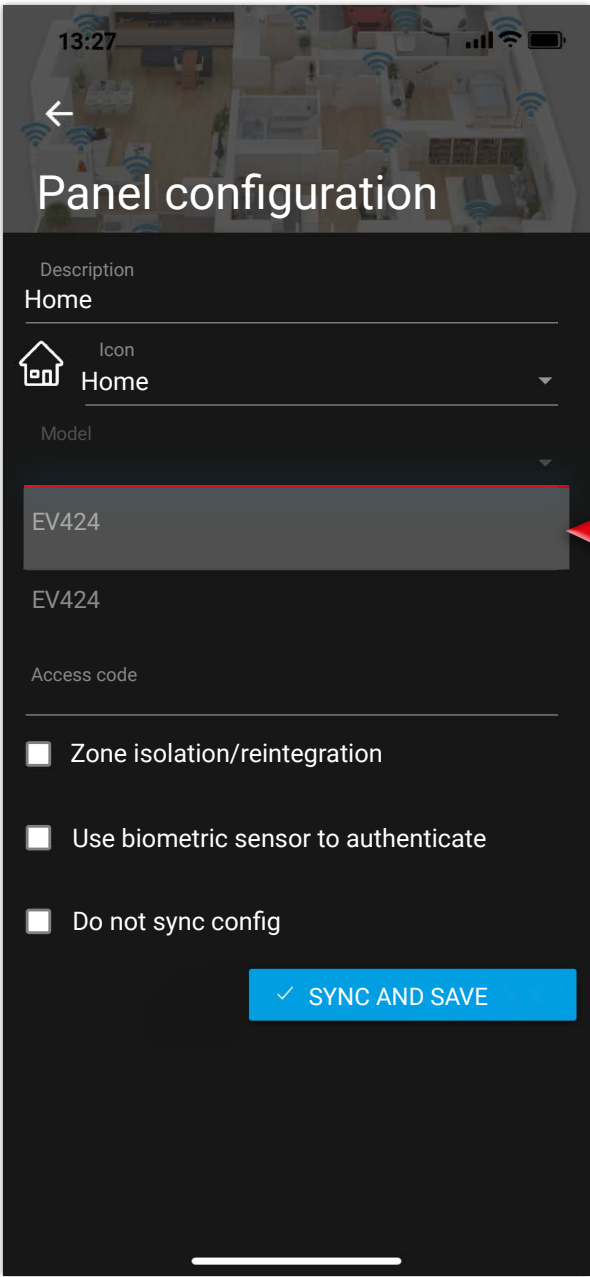 13:27
Panel configuration
Description
Home
Icon
Home
Model
EV424
EV424
Access code
Zone isolation/reintegration
Use biometric sensor to authenticate
Do not sync config
SYNC AND SAVE